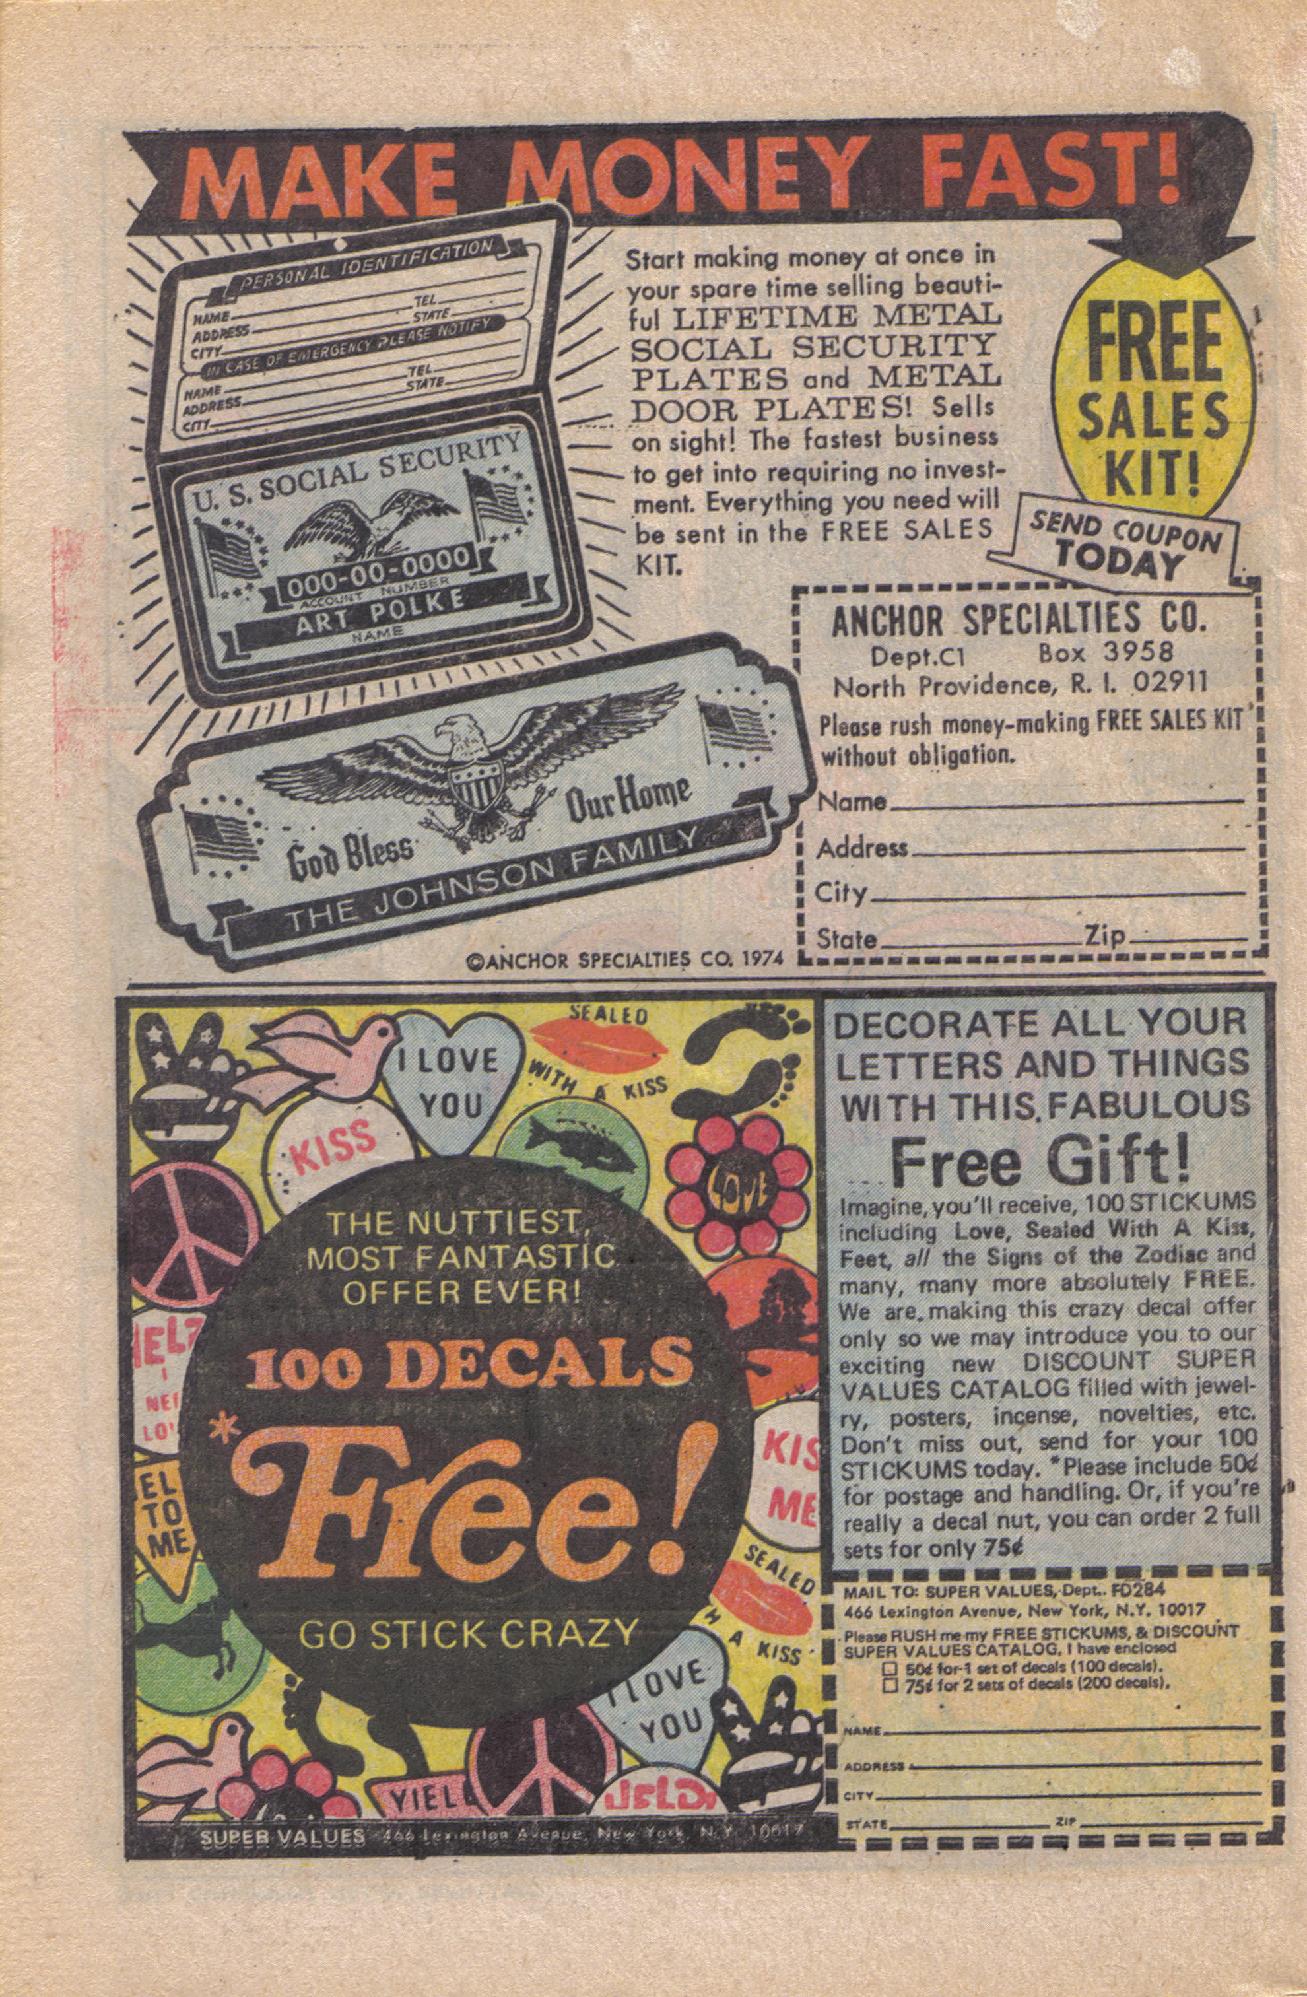 MAKE MONEY FAST!
PERSONAL IDENTIFICATION
NAME
TEL.
ADDRESS
STATE
CITY
IN CASE OF EMERGENCY PLEASE NOTIFY
NAME
TEL.
ADDRESS
STATE
CITY
U. S. SOCIAL SECURITY
000-00-0000
ACCOUNT NUMBER
ART POLKE
NAME
Start making money at once in
your spare time selling beauti-
ful LIFETIME METAL
SOCIAL SECURITY
PLATES and METAL
DOOR PLATES! Sells
on sight! The fastest business
to get into requiring no invest-
ment. Everything you need will
be sent in the FREE SALES
KIT.
FREE
SALES
KIT!
SEND COUPON
TODAY
ANCHOR SPECIALTIES CO.
Dept.C1 Box 3958
North Providence, R. I. 02911
Please rush money-making FREE SALES KIT
without obligation.
Name
Address
City
State Zip
God Bless Our Home
THE JOHNSON FAMILY
©ANCHOR SPECIALTIES CO. 1974
I LOVE
YOU
SEALED
WITH A KISS
KISS
LOVE
THE NUTTIEST,
MOST FANTASTIC
OFFER EVER!
100 DECALS
*Free!
GO STICK CRAZY
HELP
I
NEE
LOV
EL
TO
ME
KIS
ME
SEALED
H A KISS
I LOVE
YOU
YIEL
SUPER VALUES 466 Lexington Avenue, New York, N.Y. 10017
DECORATE ALL YOUR
LETTERS AND THINGS
WITH THIS FABULOUS
Free Gift!
Imagine, you'll receive, 100 STICKUMS
including Love, Sealed With A Kiss,
Feet, all the Signs of the Zodiac and
many, many more absolutely FREE.
We are making this crazy decal offer
only so we may introduce you to our
exciting new DISCOUNT SUPER
VALUES CATALOG filled with jewel-
ry, posters, incense, novelties, etc.
Don't miss out, send for your 100
STICKUMS today. *Please include 50¢
for postage and handling. Or, if you're
really a decal nut, you can order 2 full
sets for only 75¢
MAIL TO: SUPER VALUES, Dept. FD284
466 Lexington Avenue, New York, N.Y. 10017
Please RUSH me my FREE STICKUMS, & DISCOUNT
SUPER VALUES CATALOG. I have enclosed
50¢ for 1 set of decals (100 decals).
75¢ for 2 sets of decals (200 decals).
NAME
ADDRESS
CITY
STATE ZIP